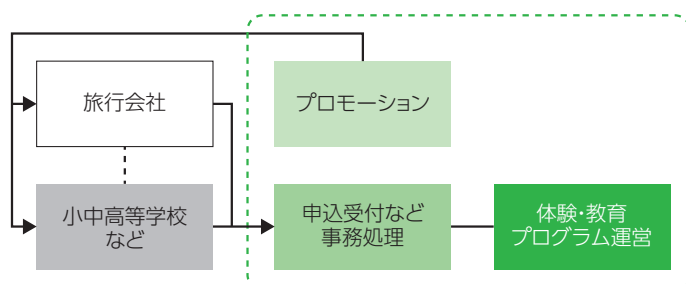 旅行会社
プロモーション
小中高等学校
など
申込受付など
事務処理
体験・教育
プログラム運営